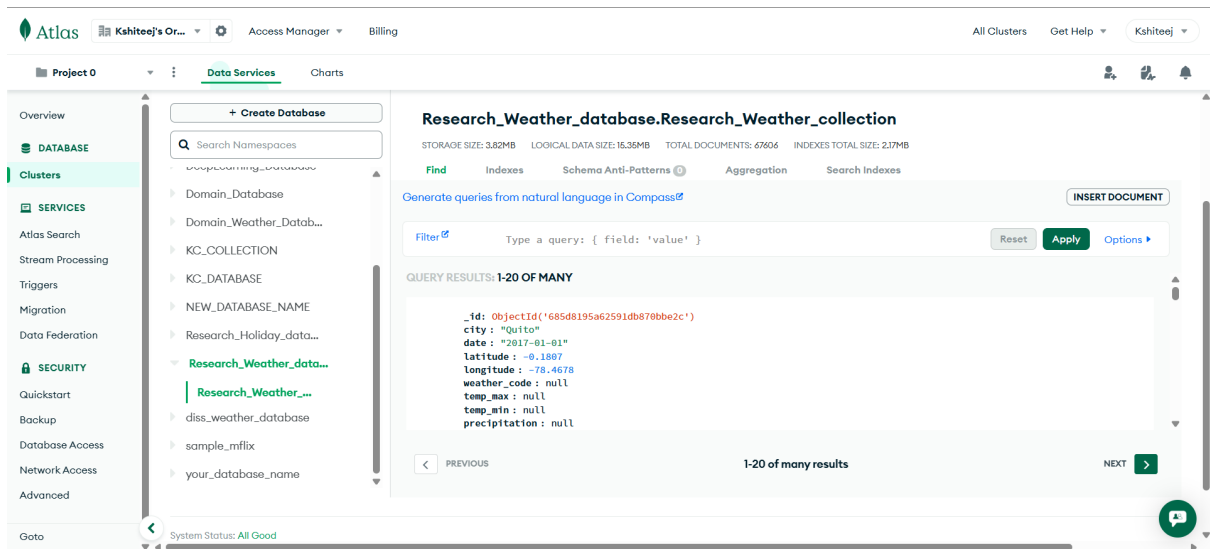 Atlas Kshiteej's Or... Access Manager Billing All Clusters Get Help Kshiteej
Project 0 Data Services Charts
Overview
DATABASE
Clusters
SERVICES
Atlas Search
Stream Processing
Triggers
Migration
Data Federation
SECURITY
Quickstart
Backup
Database Access
Network Access
Advanced
Goto
+ Create Database
Search Namespaces
DeepLearning_Database
Domain_Database
Domain_Weather_Datab...
KC_COLLECTION
KC_DATABASE
NEW_DATABASE_NAME
Research_Holiday_data...
Research_Weather_data...
Research_Weather_...
diss_weather_database
sample_mflix
your_database_name
Research_Weather_database.Research_Weather_collection
STORAGE SIZE: 3.82MB LOGICAL DATA SIZE: 15.35MB TOTAL DOCUMENTS: 67606 INDEXES TOTAL SIZE: 2.17MB
Find Indexes Schema Anti-Patterns 0 Aggregation Search Indexes
Generate queries from natural language in Compass INSERT DOCUMENT
Filter Type a query: { field: 'value' } Reset Apply Options
QUERY RESULTS: 1-20 OF MANY
_id: ObjectId('685d8195a62591db870bbe2c')
city : "Quito"
date : "2017-01-01"
latitude : -0.1807
longitude : -78.4678
weather_code : null
temp_max : null
temp_min : null
precipitation : null
PREVIOUS 1-20 of many results NEXT
System Status: All Good